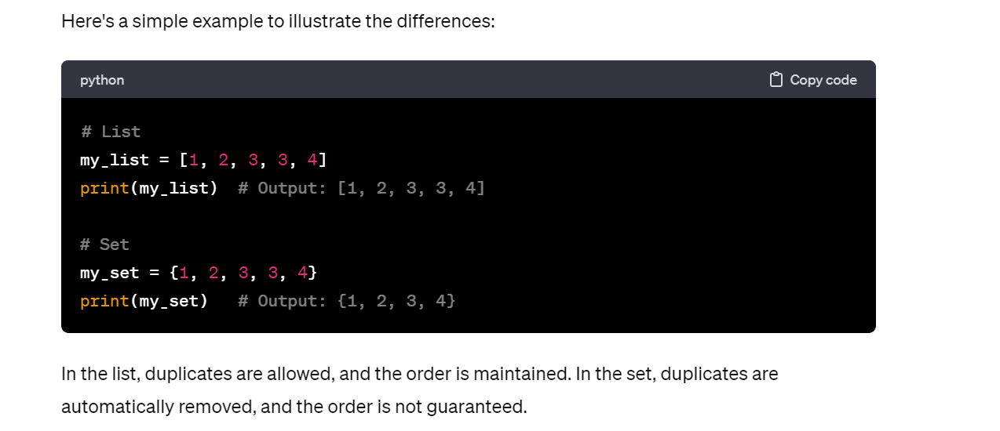 Here's a simple example to illustrate the differences:
python
Copy code
# List
my_list = [1, 2, 3, 3, 4]
print(my_list)  # Output: [1, 2, 3, 3, 4]
# Set
my_set = {1, 2, 3, 3, 4}
print(my_set)   # Output: {1, 2, 3, 4}
In the list, duplicates are allowed, and the order is maintained. In the set, duplicates are
automatically removed, and the order is not guaranteed.